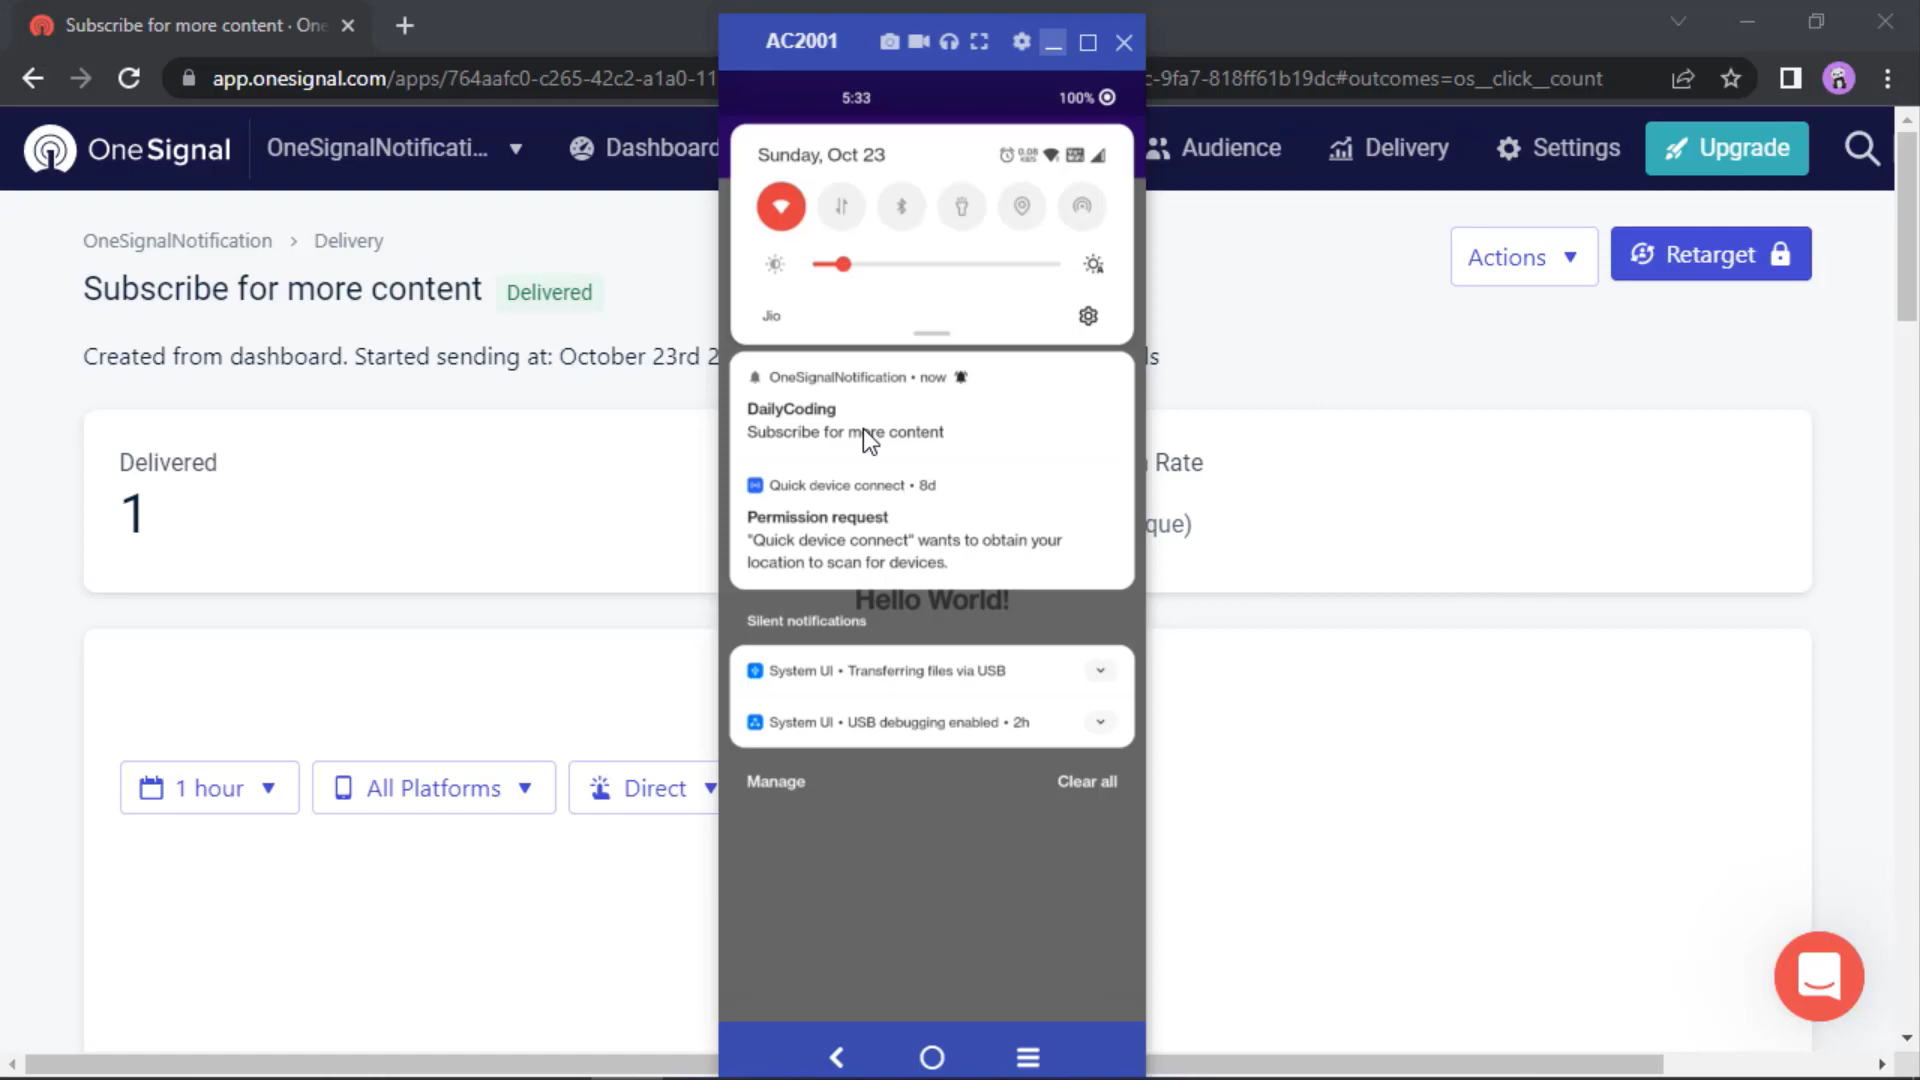 Subscribe for more content · One
app.onesignal.com/apps/764aafc0-c265-42c2-a1a0-11
c-9fa7-818ff61b19dc#outcomes=os__click__count
OneSignal
OneSignalNotificati...
Dashboard
Audience
Delivery
Settings
Upgrade
OneSignalNotification > Delivery
Subscribe for more content
Delivered
Actions
Retarget
Created from dashboard. Started sending at: October 23rd 2
ls
Delivered
1
Rate
que)
1 hour
All Platforms
Direct
AC2001
5:33
100%
Sunday, Oct 23
Jio
OneSignalNotification • now
DailyCoding
Subscribe for more content
Quick device connect • 8d
Permission request
"Quick device connect" wants to obtain your
location to scan for devices.
Hello World!
Silent notifications
System UI • Transferring files via USB
System UI • USB debugging enabled • 2h
Manage
Clear all